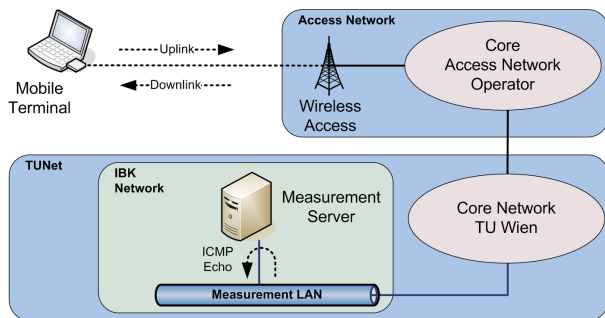 Access Network
Uplink
Downlink
Mobile
Terminal
Wireless
Access
Core
Access Network
Operator
TUNet
IBK
Network
Measurement
Server
ICMP
Echo
Measurement LAN
Core Network
TU Wien